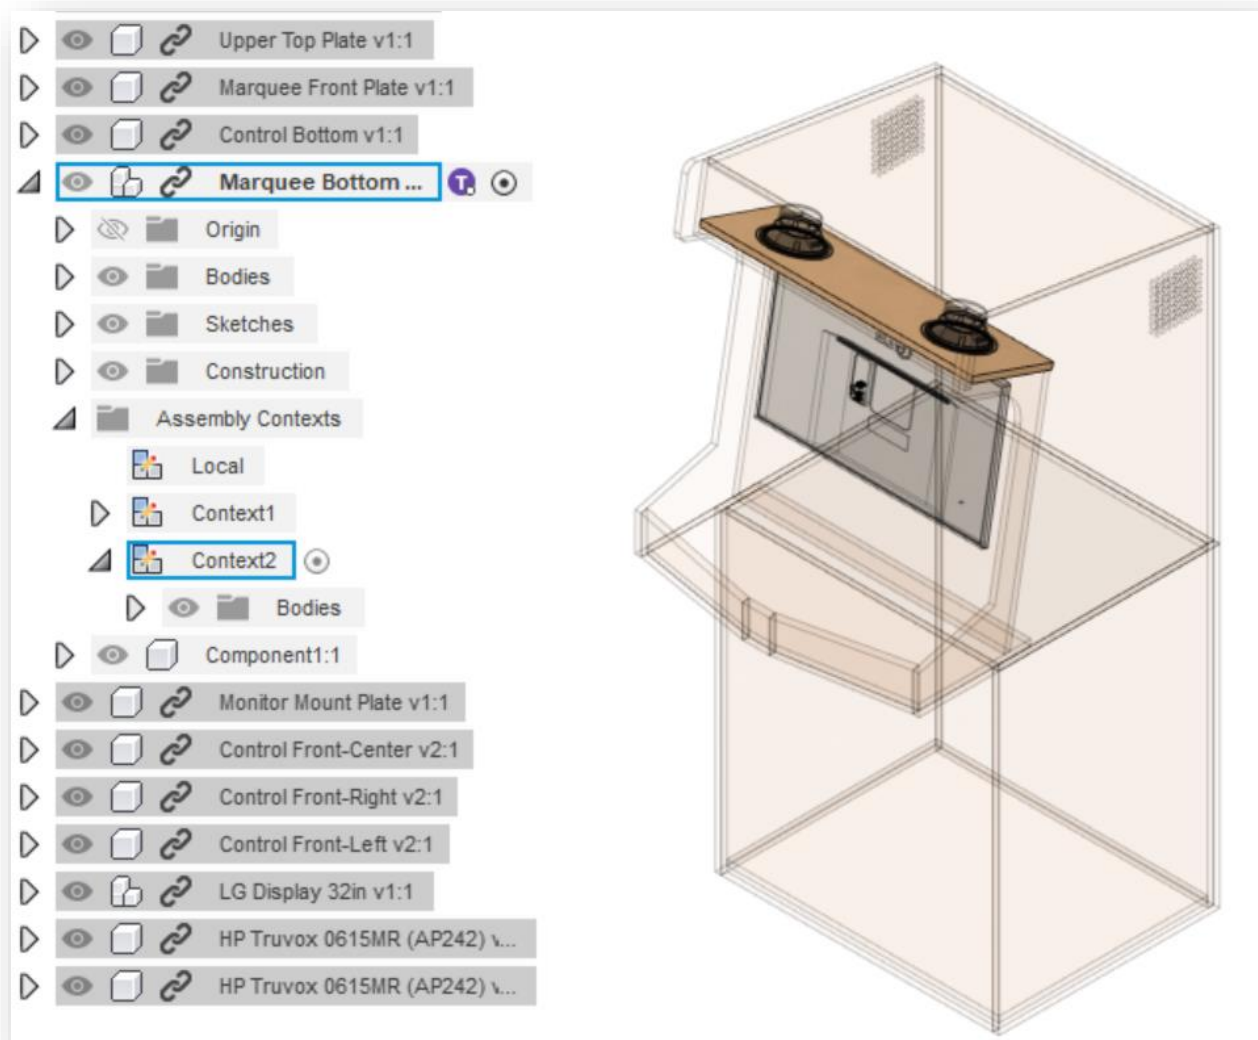 Upper Top Plate v1:1
Marquee Front Plate v1:1
Control Bottom v1:1
Marquee Bottom ...
T
Origin
Bodies
Sketches
Construction
Assembly Contexts
Local
Context1
Context2
Bodies
Component1:1
Monitor Mount Plate v1:1
Control Front-Center v2:1
Control Front-Right v2:1
Control Front-Left v2:1
LG Display 32in v1:1
HP Truvox 0615MR (AP242) v...
HP Truvox 0615MR (AP242) v...